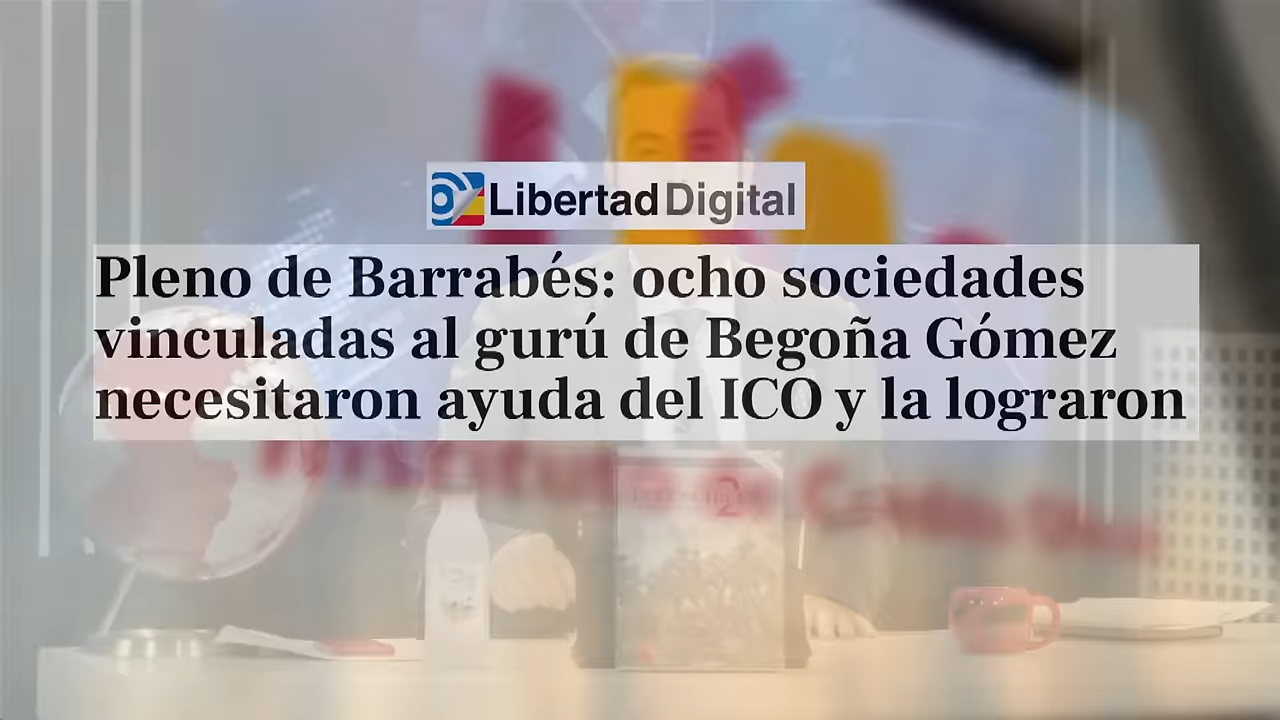 Libertad Digital
Pleno de Barrabés: ocho sociedades
vinculadas al gurú de Begoña Gómez
necesitaron ayuda del ICO y la lograron